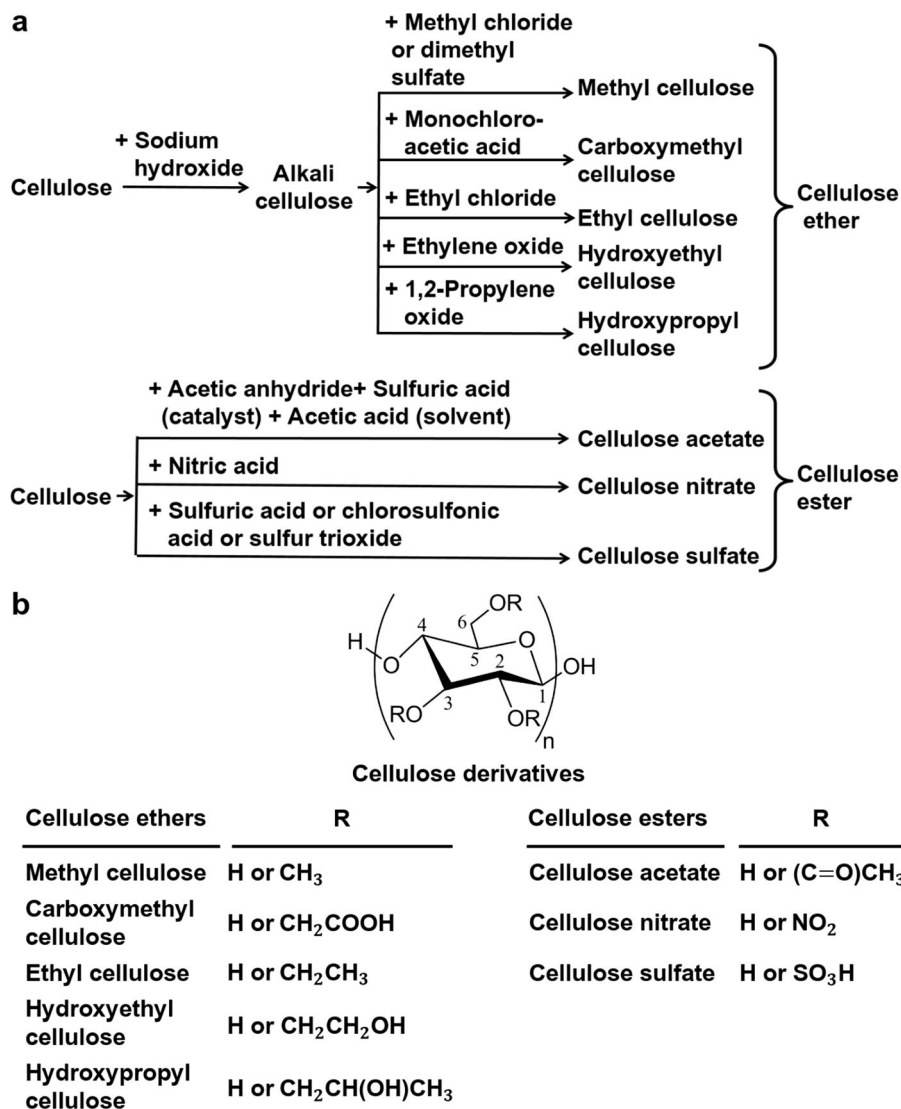 a
+ Methyl chloride
or dimethyl
sulfate
Methyl cellulose
+ Monochloro-
acetic acid
Carboxymethyl
cellulose
+ Sodium
hydroxide
Cellulose
Alkali
cellulose
+ Ethyl chloride
Ethyl cellulose
+ Ethylene oxide
Hydroxyethyl
cellulose
+ 1,2-Propylene
oxide
Hydroxypropyl
cellulose
Cellulose
ether
+ Acetic anhydride+ Sulfuric acid
(catalyst) + Acetic acid (solvent)
Cellulose acetate
+ Nitric acid
Cellulose
Cellulose nitrate
+ Sulfuric acid or chlorosulfonic
acid or sulfur trioxide
Cellulose sulfate
Cellulose
ester
b
OR
6
4
H
O
5
O
2
OH
1
3
RO
OR
n
Cellulose derivatives
Cellulose ethers R
Methyl cellulose H or CH₃
Carboxymethyl
cellulose H or CH₂COOH
Ethyl cellulose H or CH₂CH₃
Hydroxyethyl
cellulose H or CH₂CH₂OH
Hydroxypropyl
cellulose H or CH₂CH(OH)CH₃
Cellulose esters R
Cellulose acetate H or (C=O)CH₃
Cellulose nitrate H or NO₂
Cellulose sulfate H or SO₃H